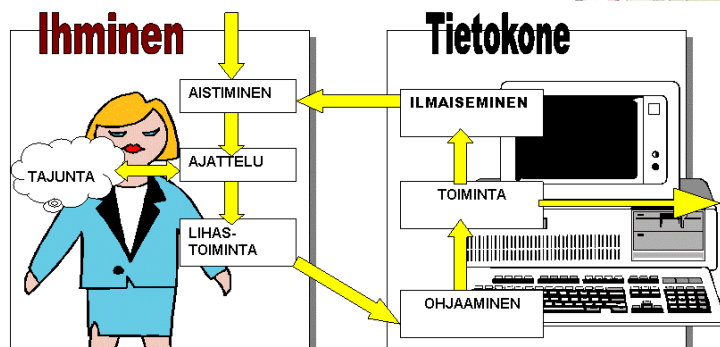 Ihminen
Tietokone
AISTIMINEN
ILMAISEMINEN
AJATTELU
TAJUNTA
TOIMINTA
LIHAS-
TOIMINTA
OHJAAMINEN